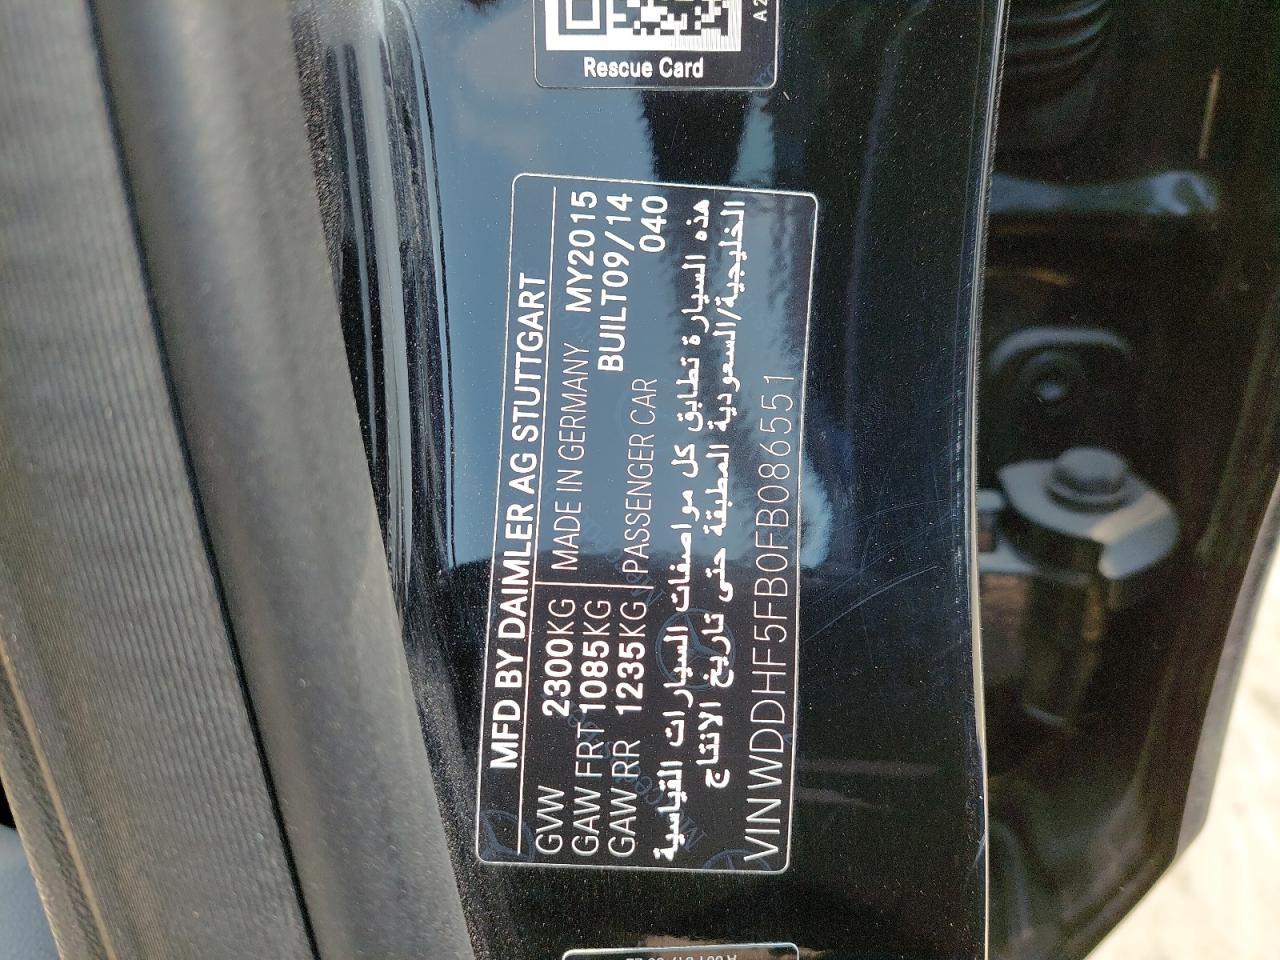 Rescue Card
MFD BY DAIMLER AG STUTTGART
GVW 2300KG MADE IN GERMANY MY2015
GAW FRT 1085KG BUILT09/14
GAW RR 1235KG PASSENGER CAR 040
هذه السيارة تطابق كل مواصفات السيارات القياسية
الخليجية/السعودية المطبقة حتى تاريخ الانتاج
VIN WDDHF5FB0FB086551